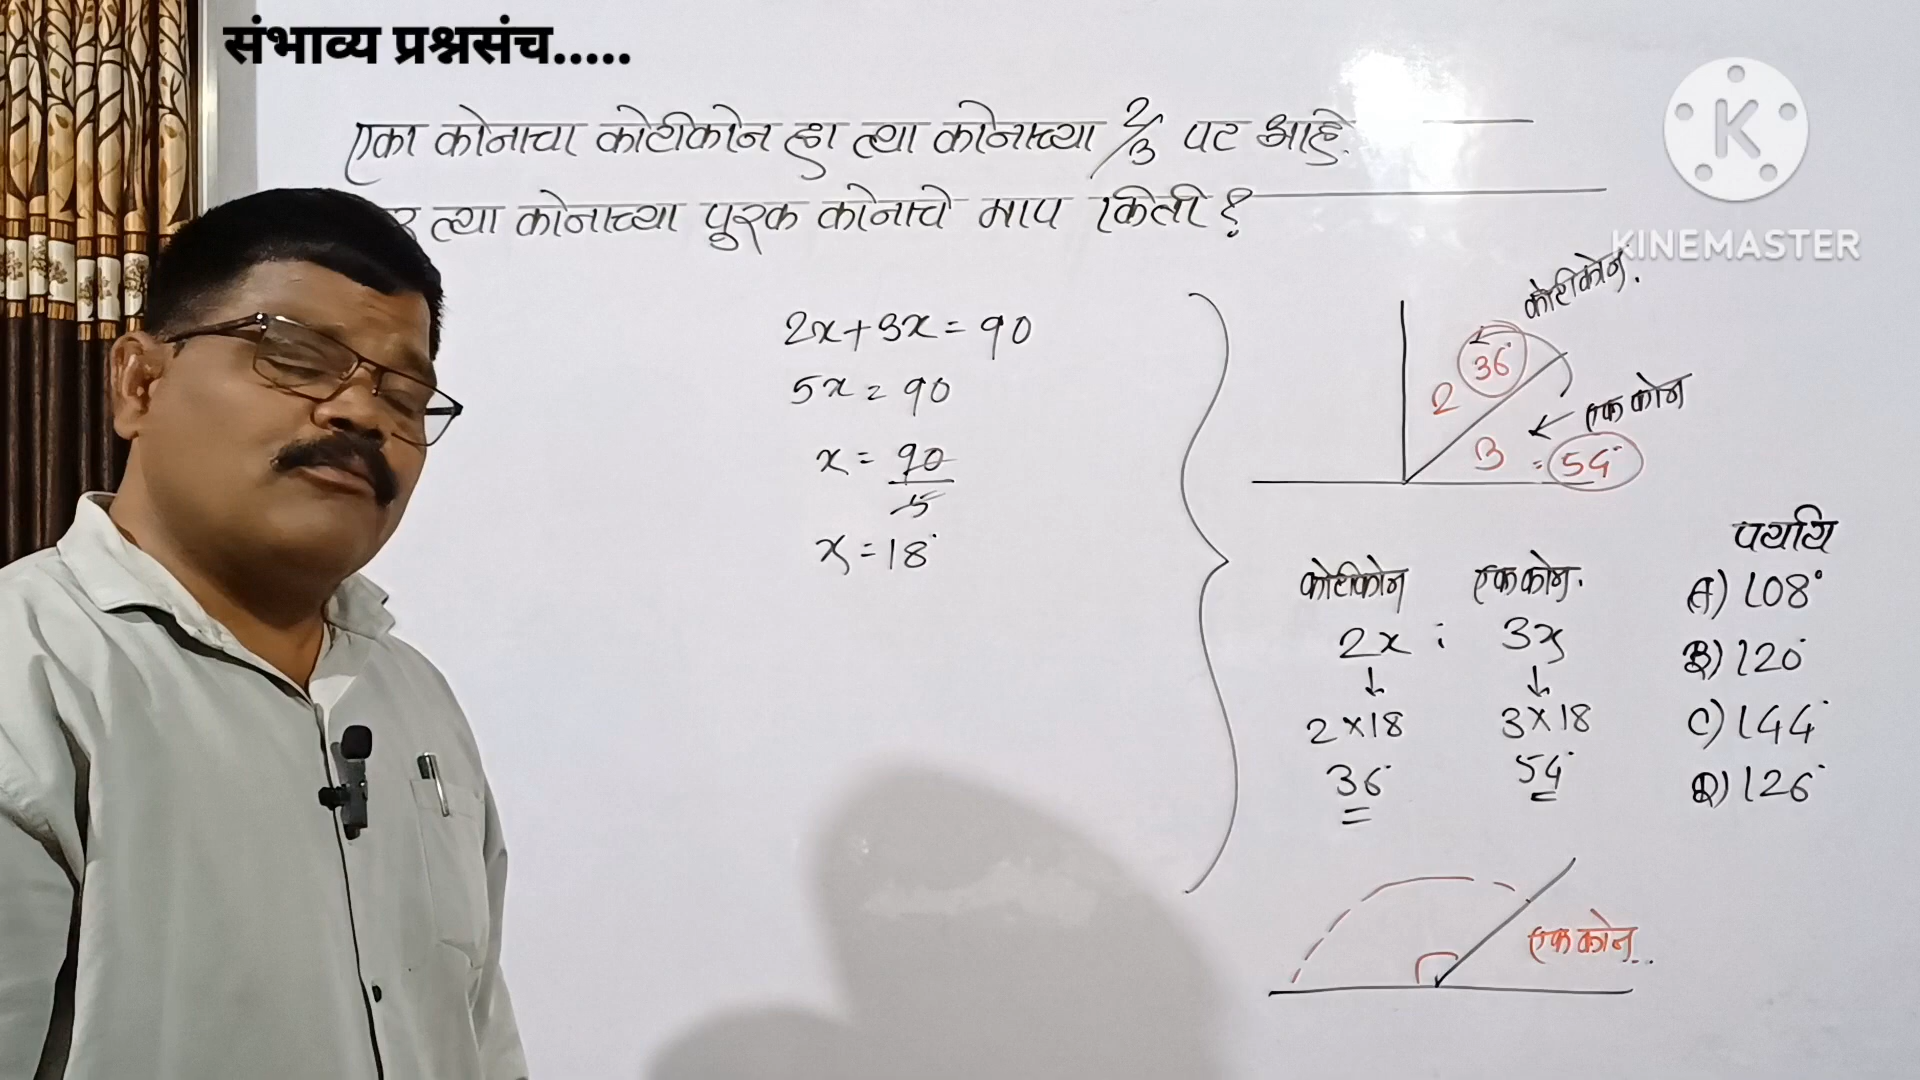 संभाव्य प्रश्नसंच.....
एका कोनाचा कोटीकोन हा त्या कोनाच्या 2/3 पट आहे.
त्या कोनाच्या पुरक कोनाचे माप किती ?
KINEMASTER
2x+3x=90
5x=90
x=90/5
x=18°
कोटीकोन.
36°
2
एक कोन
3 = 54°
पर्याय
कोटीकोन एक कोन.
A) 108°
2x : 3x
B) 120°
2×18 3×18
C) 144°
36° 54°
D) 126°
एक कोन..